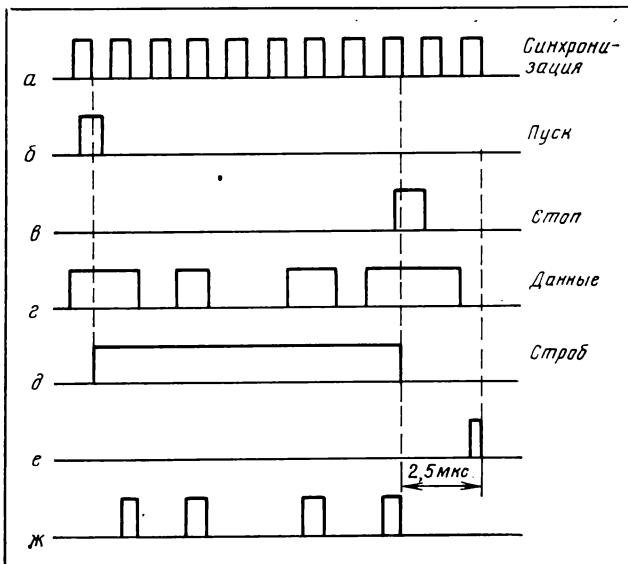 Синхрони-
зация
а
Пуск
б
Стоп
в
Данные
г
Строб
д
е
2,5мкс
ж